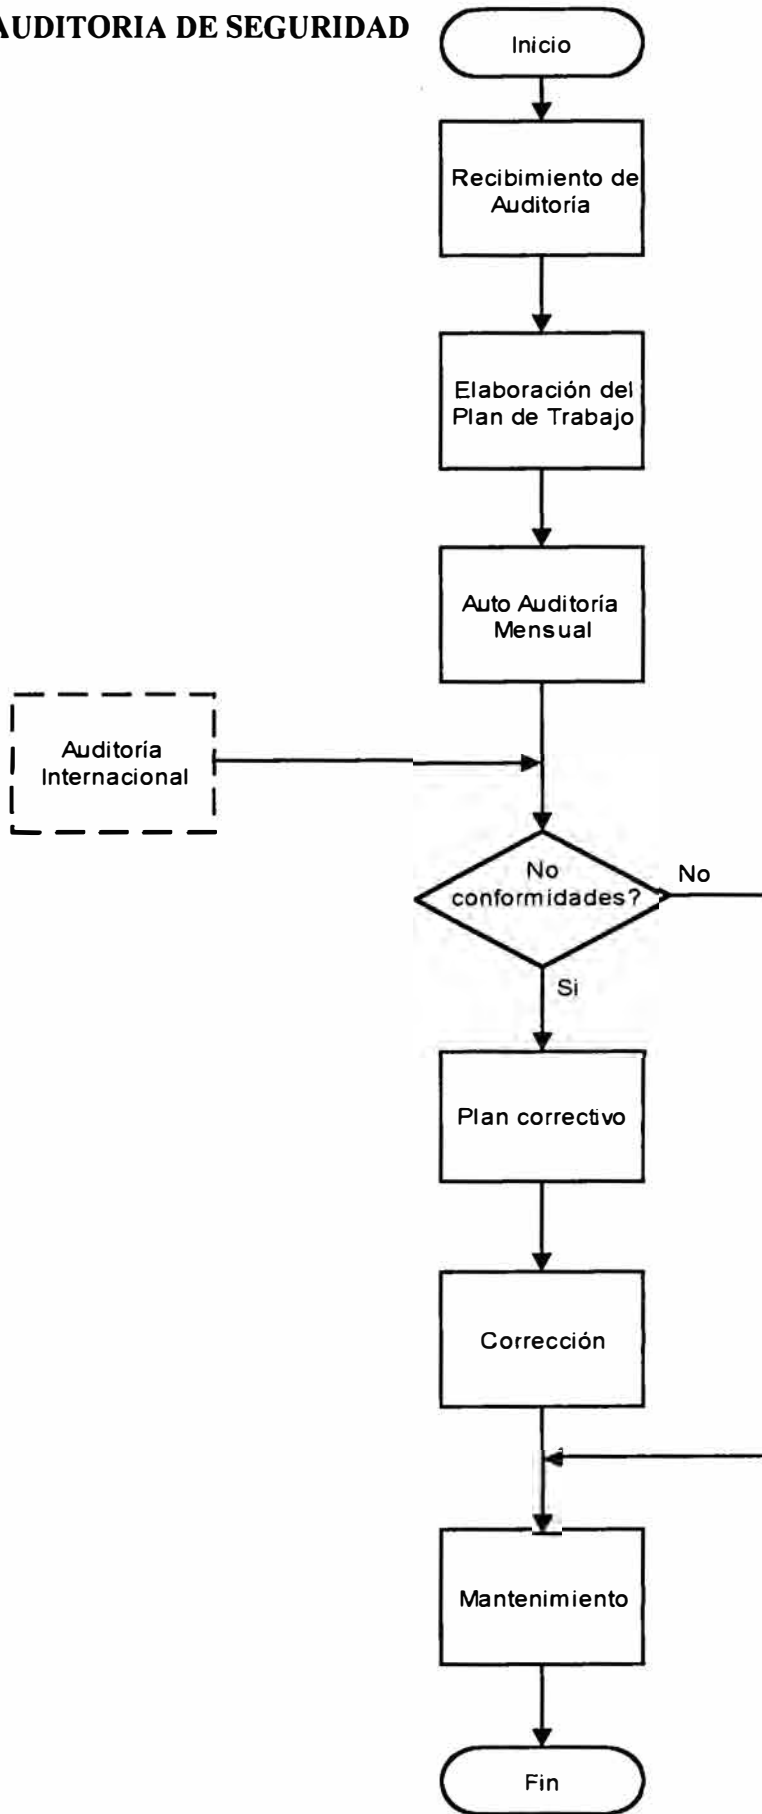 AUDITORIA DE SEGURIDAD
Inicio
Recibimiento de
Auditoría
Elaboración del
Plan de Trabajo
Auto Auditoría
Mensual
Auditoría
Internacional
No
conformidades?
No
Si
Plan correctivo
Corrección
Mantenimiento
Fin